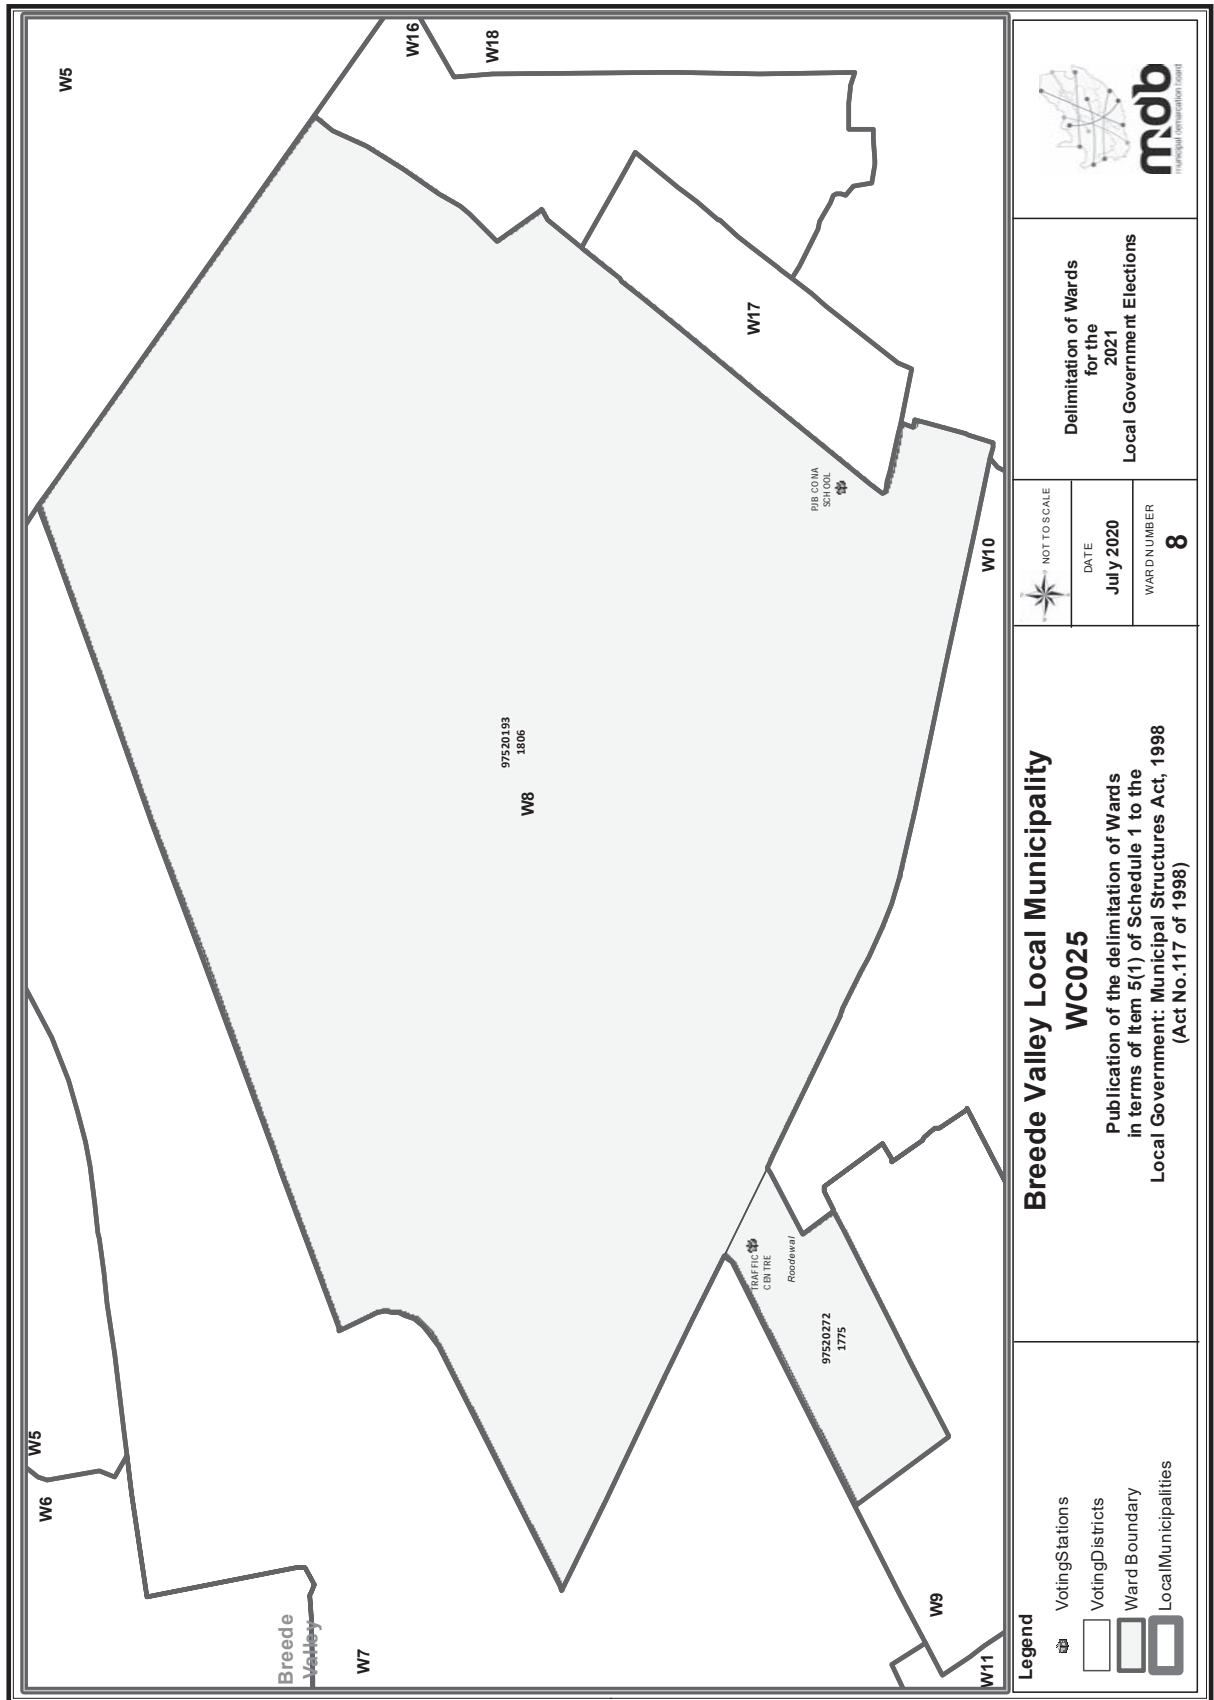 W5
W16
W18
W17
PJB CONA
SCHOOL
W10
97520193
1806
W8
TRAFFIC
CENTRE
Roodewal
97520272
1775
W5
W6
Breede
Valley
W7
W9
W11
Legend
VotingStations
VotingDistricts
Ward Boundary
LocalMunicipalities
Breede Valley Local Municipality
WC025
Publication of the delimitation of Wards
in terms of Item 5(1) of Schedule 1 to the
Local Government: Municipal Structures Act, 1998
(Act No.117 of 1998)
NOT TO SCALE
DATE
July 2020
WARD NUMBER
8
Delimitation of Wards
for the
2021
Local Government Elections
mdb
municipal demarcation board